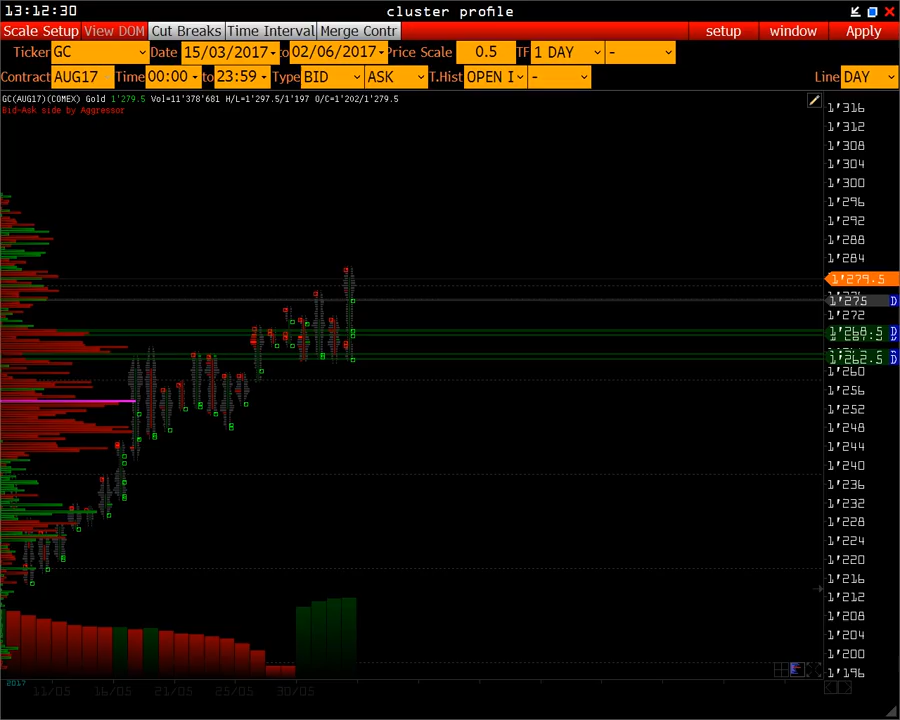 13:12:30 cluster profile
Scale Setup View DOM Cut Breaks Time Interval Merge Contr setup window Apply
Ticker GC Date 15/03/2017 to 02/06/2017 Price Scale 0.5 TF 1 DAY -
Contract AUG17 Time 00:00 to 23:59 Type BID ASK T.Hist OPEN I - Line DAY
GC(AUG17)(COMEX) Gold 1'279.5 Vol=11'378'681 H/L=1'297.5/1'197 O/C=1'202/1'279.5
Bid-Ask side by Aggressor
1'316
1'312
1'308
1'304
1'300
1'296
1'292
1'288
1'284
1'279.5
1'275 D
1'272
1'268.5 D
1'262.5 D
1'260
1'256
1'252
1'248
1'244
1'240
1'236
1'232
1'228
1'224
1'220
1'216
1'212
1'208
1'204
1'200
1'196
2017
11/05 16/05 21/05 25/05 30/05